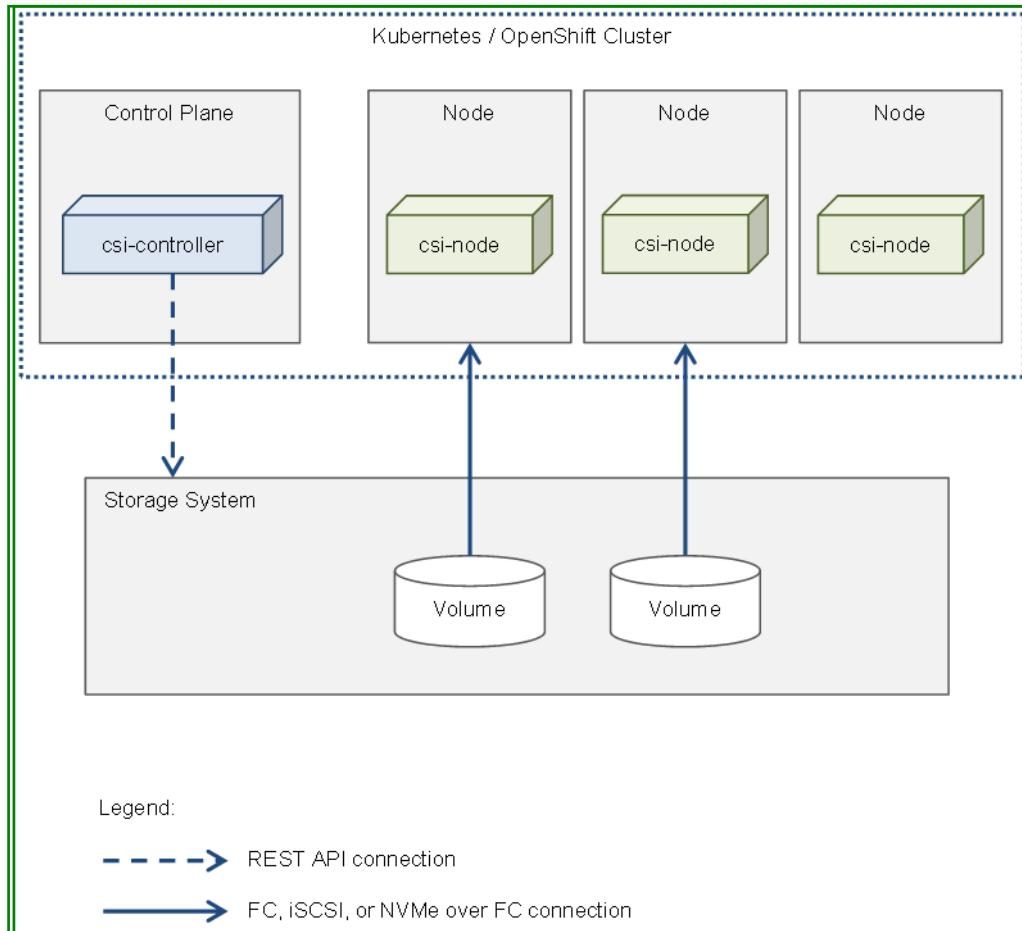 Kubernetes / OpenShift Cluster
Control Plane
Node
Node
Node
csi-controller
csi-node
csi-node
csi-node
Storage System
Volume
Volume
Legend:
REST API connection
FC, iSCSI, or NVMe over FC connection